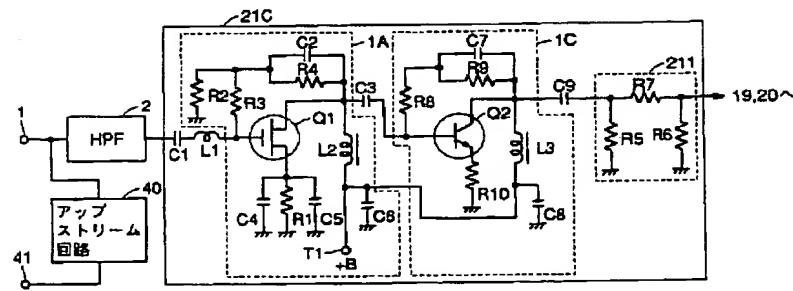 21C
1A
1C
C2
R4
R2
R3
C3
Q1
L2
C7
R9
R8
C9
Q2
L3
211
R7
R5
R6
19,20へ
1
2
HPF
C1
L1
40
アップ
ストリーム
回路
41
C4
R1
C5
C6
T1
+B
R10
C8